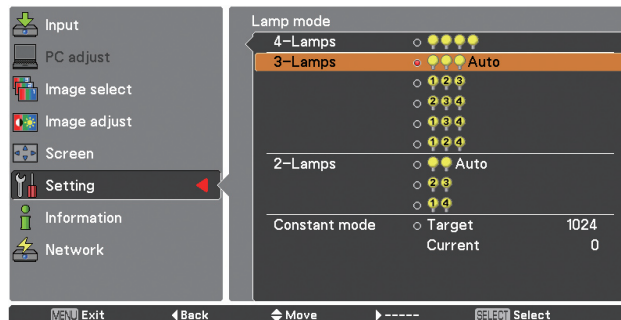 Input
PC adjust
Image select
Image adjust
Screen
Setting
Information
Network
Lamp mode
4-Lamps
3-Lamps Auto
1 2 3
2 3 4
1 3 4
1 2 4
2-Lamps Auto
2 3
1 4
Constant mode Target 1024
Current 0
MENU Exit Back Move ----- SELECT Select